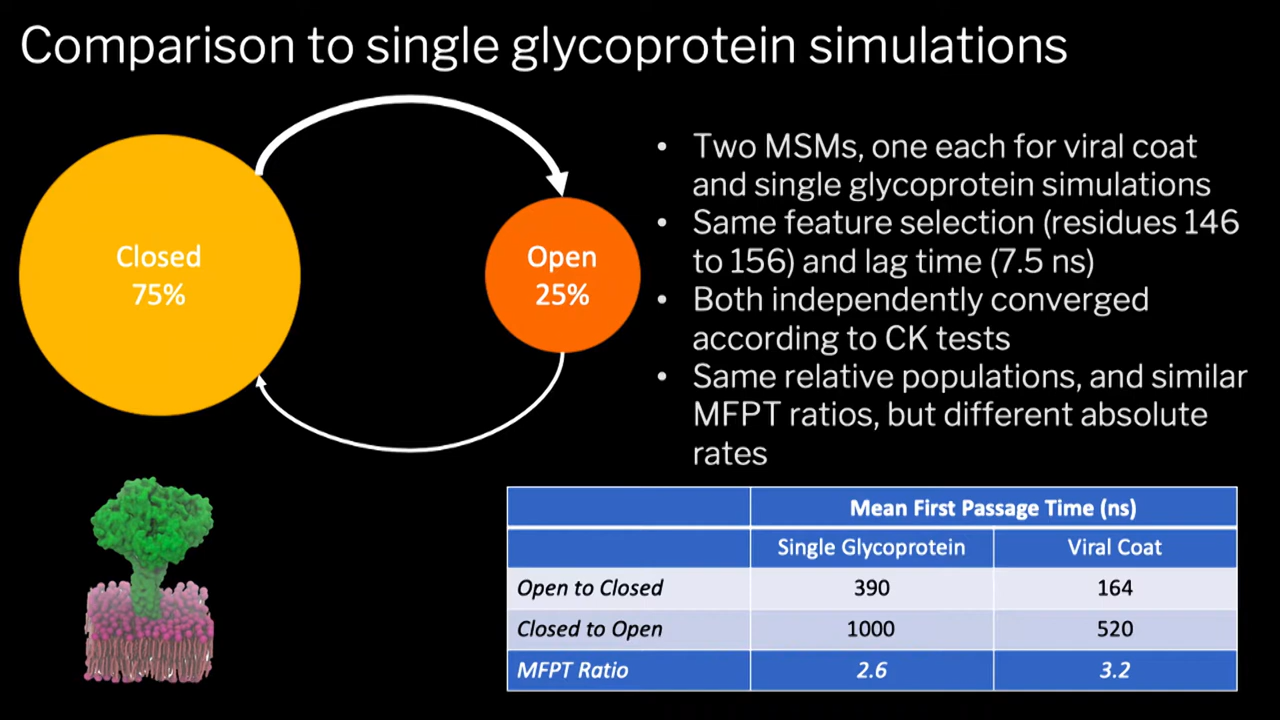 Comparison to single glycoprotein simulations
Closed
75%
Open
25%
• Two MSMs, one each for viral coat
and single glycoprotein simulations
• Same feature selection (residues 146
to 156) and lag time (7.5 ns)
• Both independently converged
according to CK tests
• Same relative populations, and similar
MFPT ratios, but different absolute
rates
Mean First Passage Time (ns)
Single Glycoprotein Viral Coat
Open to Closed 390 164
Closed to Open 1000 520
MFPT Ratio 2.6 3.2